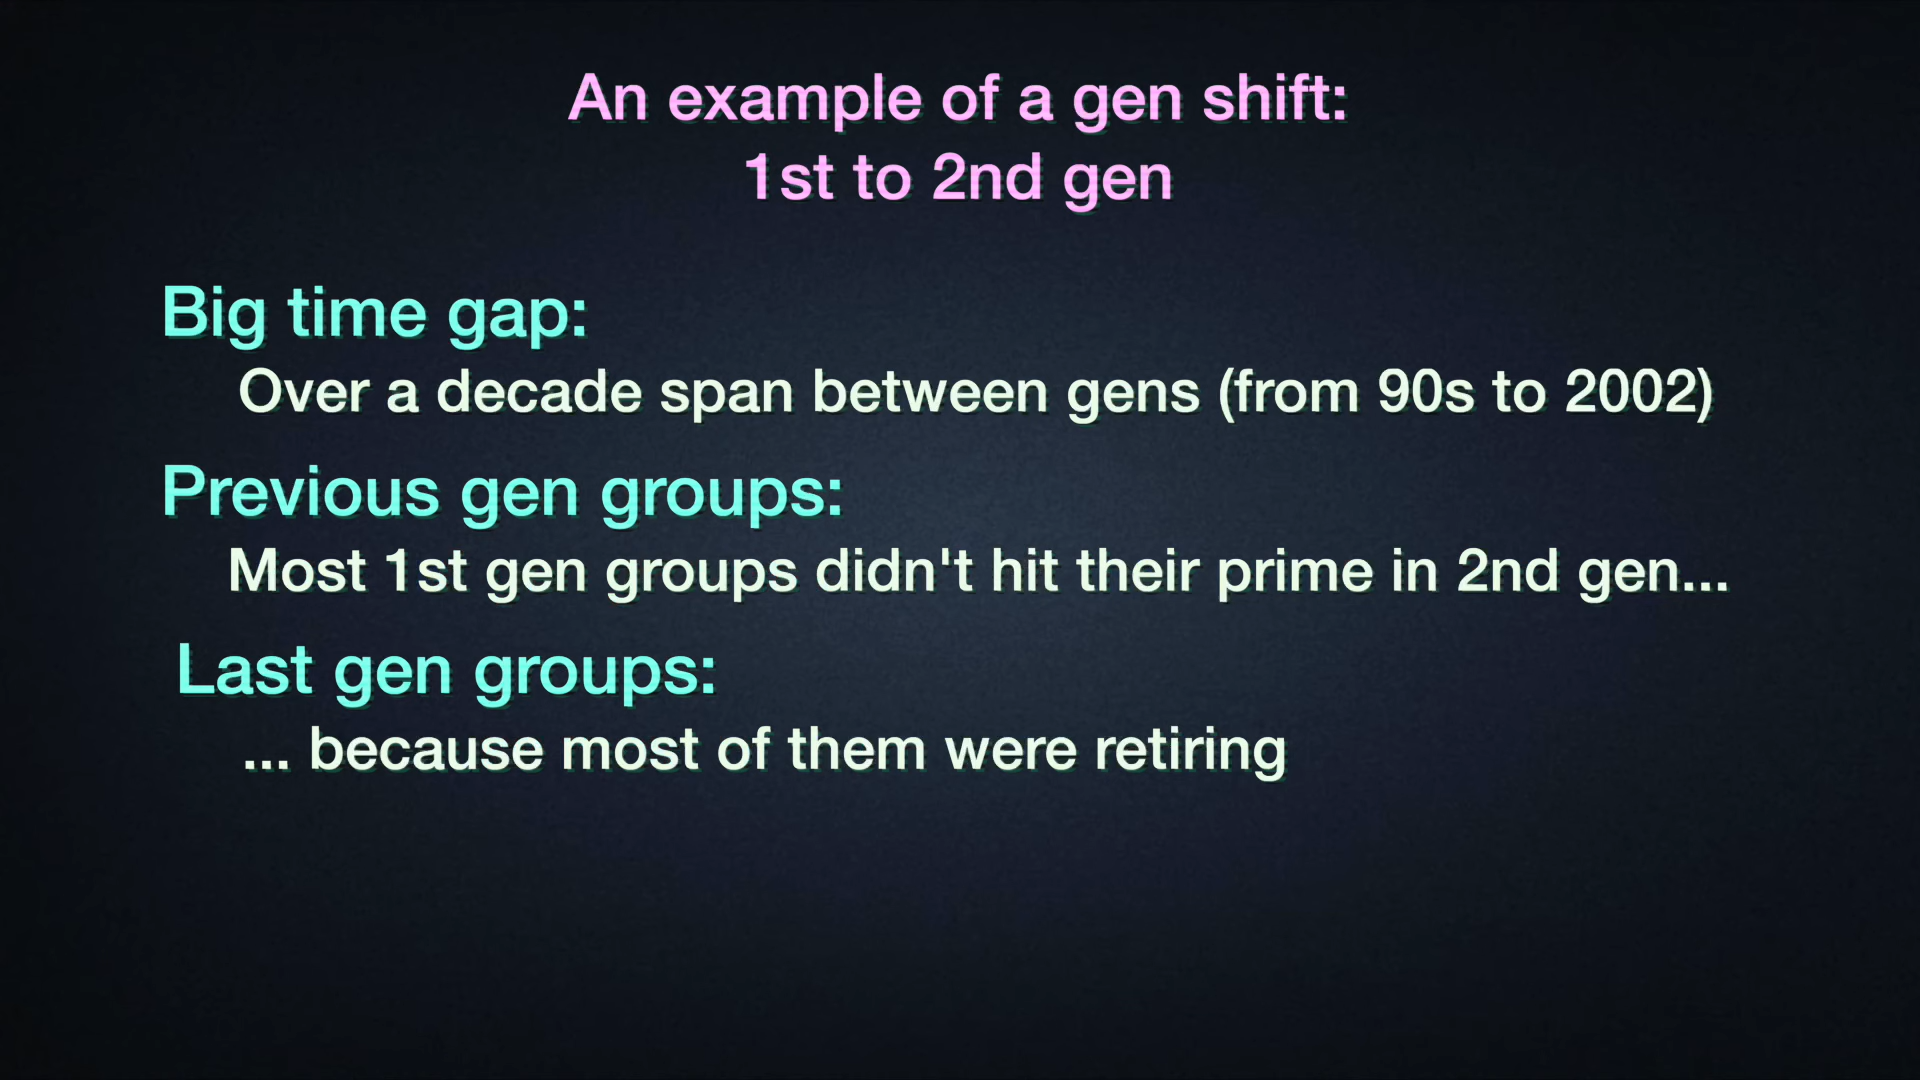 An example of a gen shift:
1st to 2nd gen
Big time gap:
Over a decade span between gens (from 90s to 2002)
Previous gen groups:
Most 1st gen groups didn't hit their prime in 2nd gen...
Last gen groups:
... because most of them were retiring